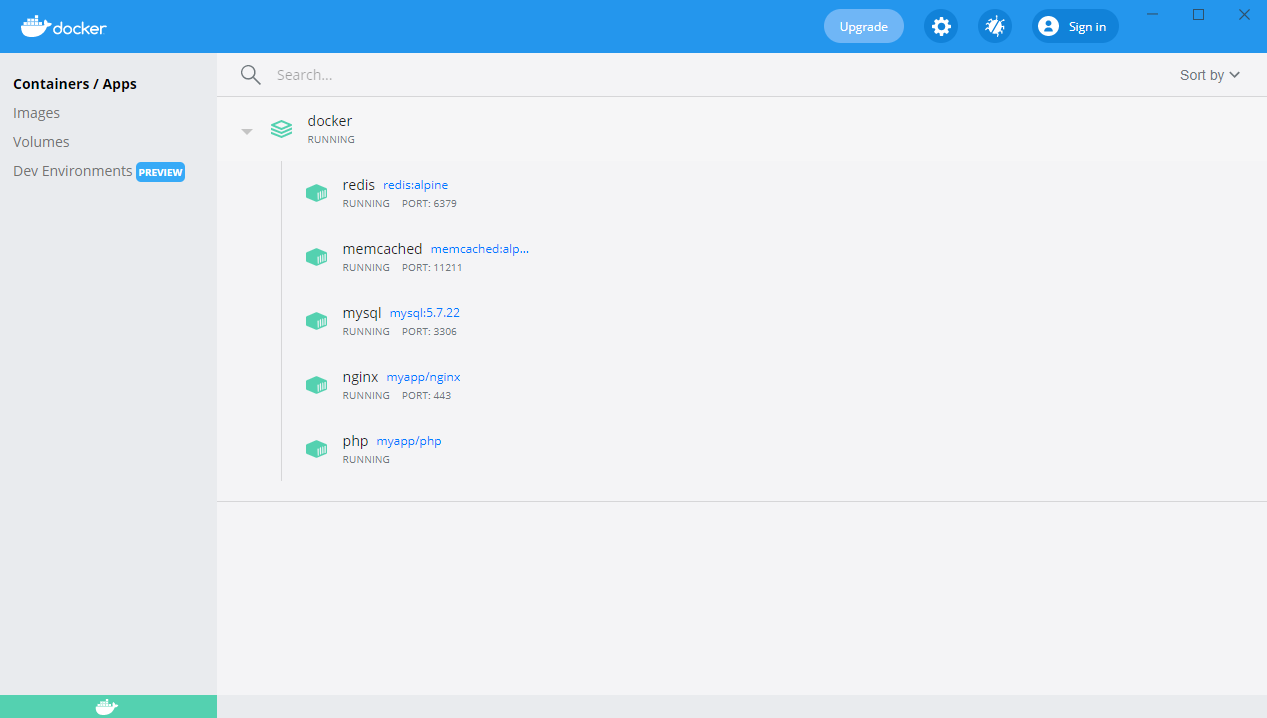 docker
Upgrade
Sign in
Containers / Apps
Images
Volumes
Dev Environments PREVIEW
Search...
Sort by
docker
RUNNING
redis redis:alpine
RUNNING PORT: 6379
memcached memcached:alp...
RUNNING PORT: 11211
mysql mysql:5.7.22
RUNNING PORT: 3306
nginx myapp/nginx
RUNNING PORT: 443
php myapp/php
RUNNING